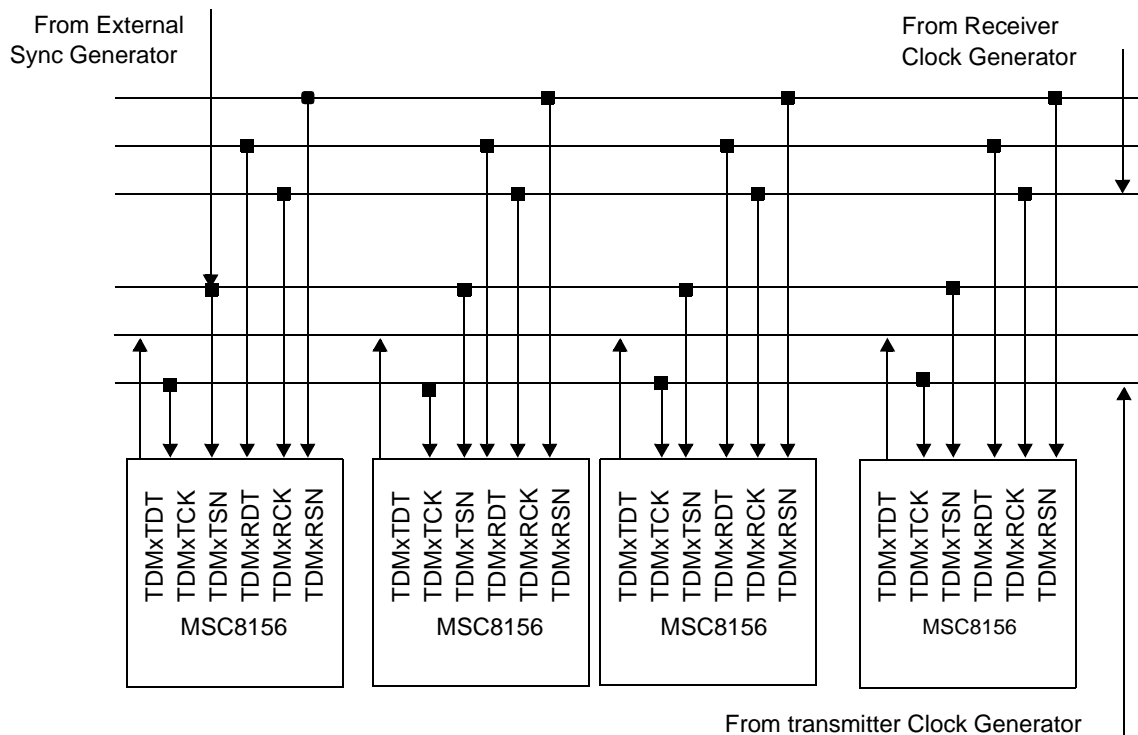 From External
Sync Generator
From Receiver
Clock Generator
TDMxTDT
TDMxTCK
TDMxTSN
TDMxRDT
TDMxRCK
TDMxRSN
MSC8156
TDMxTDT
TDMxTCK
TDMxTSN
TDMxRDT
TDMxRCK
TDMxRSN
MSC8156
TDMxTDT
TDMxTCK
TDMxTSN
TDMxRDT
TDMxRCK
TDMxRSN
MSC8156
TDMxTDT
TDMxTCK
TDMxTSN
TDMxRDT
TDMxRCK
TDMxRSN
MSC8156
From transmitter Clock Generator